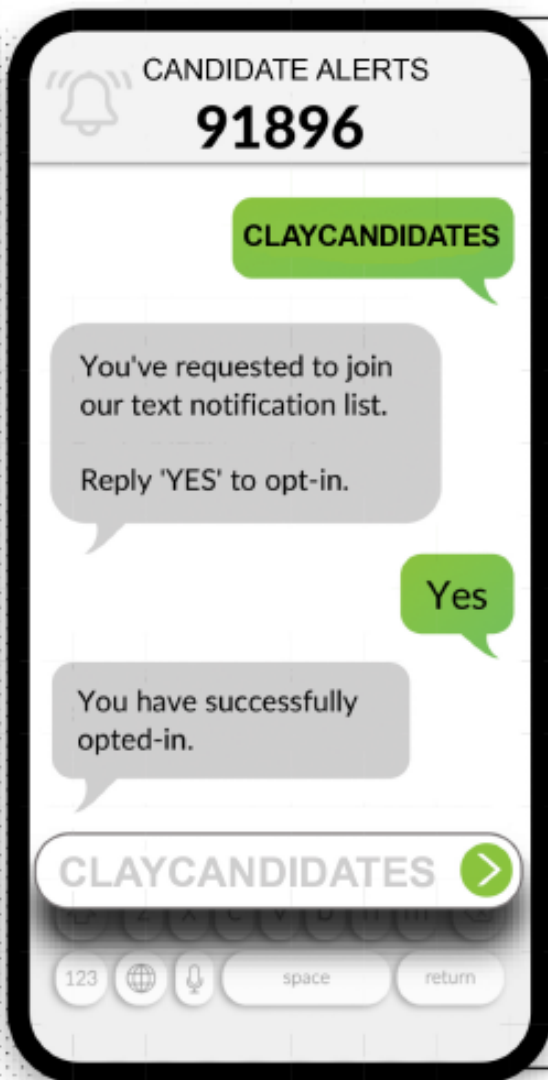 CANDIDATE ALERTS
91896
CLAYCANDIDATES
You've requested to join
our text notification list.
Reply 'YES' to opt-in.
Yes
You have successfully
opted-in.
CLAYCANDIDATES
123 space return